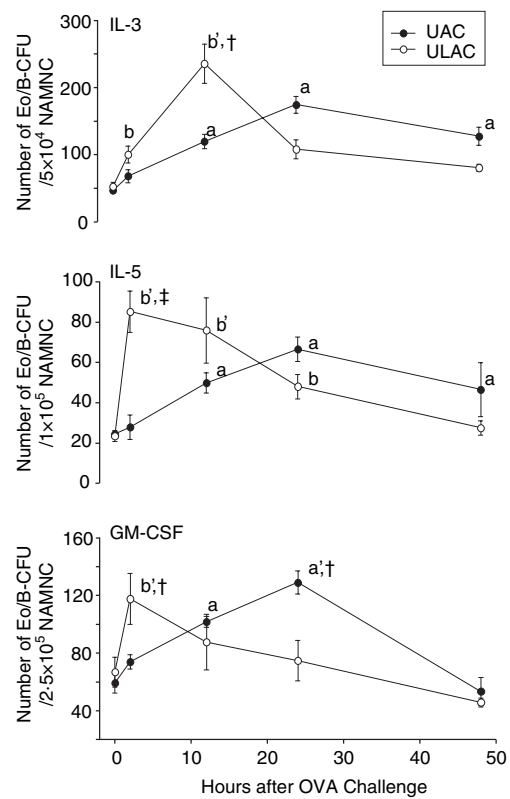 IL-3
UAC
ULAC
300
200
100
0
Number of Eo/B-CFU
/5×10⁴ NAMNC
b
b',†
a
a
a
IL-5
100
80
60
40
20
0
Number of Eo/B-CFU
/1×10⁵ NAMNC
b',‡
b'
a
a
b
a
GM-CSF
160
120
80
40
Number of Eo/B-CFU
/2·5×10⁵ NAMNC
b',†
a
a',†
0 10 20 30 40 50
Hours after OVA Challenge